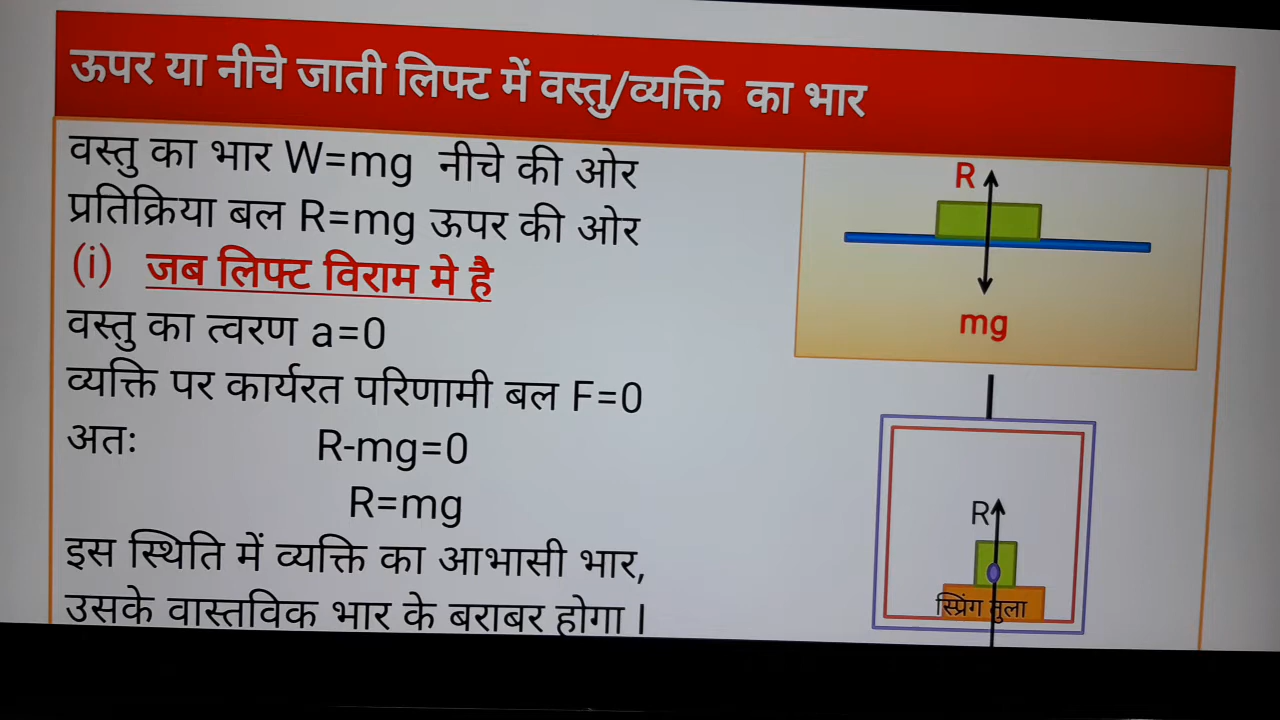 ऊपर या नीचे जाती लिफ्ट में वस्तु/व्यक्ति का भार
वस्तु का भार W=mg नीचे की ओर
प्रतिक्रिया बल R=mg ऊपर की ओर
(i) जब लिफ्ट विराम मे है
वस्तु का त्वरण a=0
व्यक्ति पर कार्यरत परिणामी बल F=0
अतः R-mg=0
R=mg
इस स्थिति में व्यक्ति का आभासी भार,
उसके वास्तविक भार के बराबर होगा ।
R
mg
R
स्प्रिंग तुला